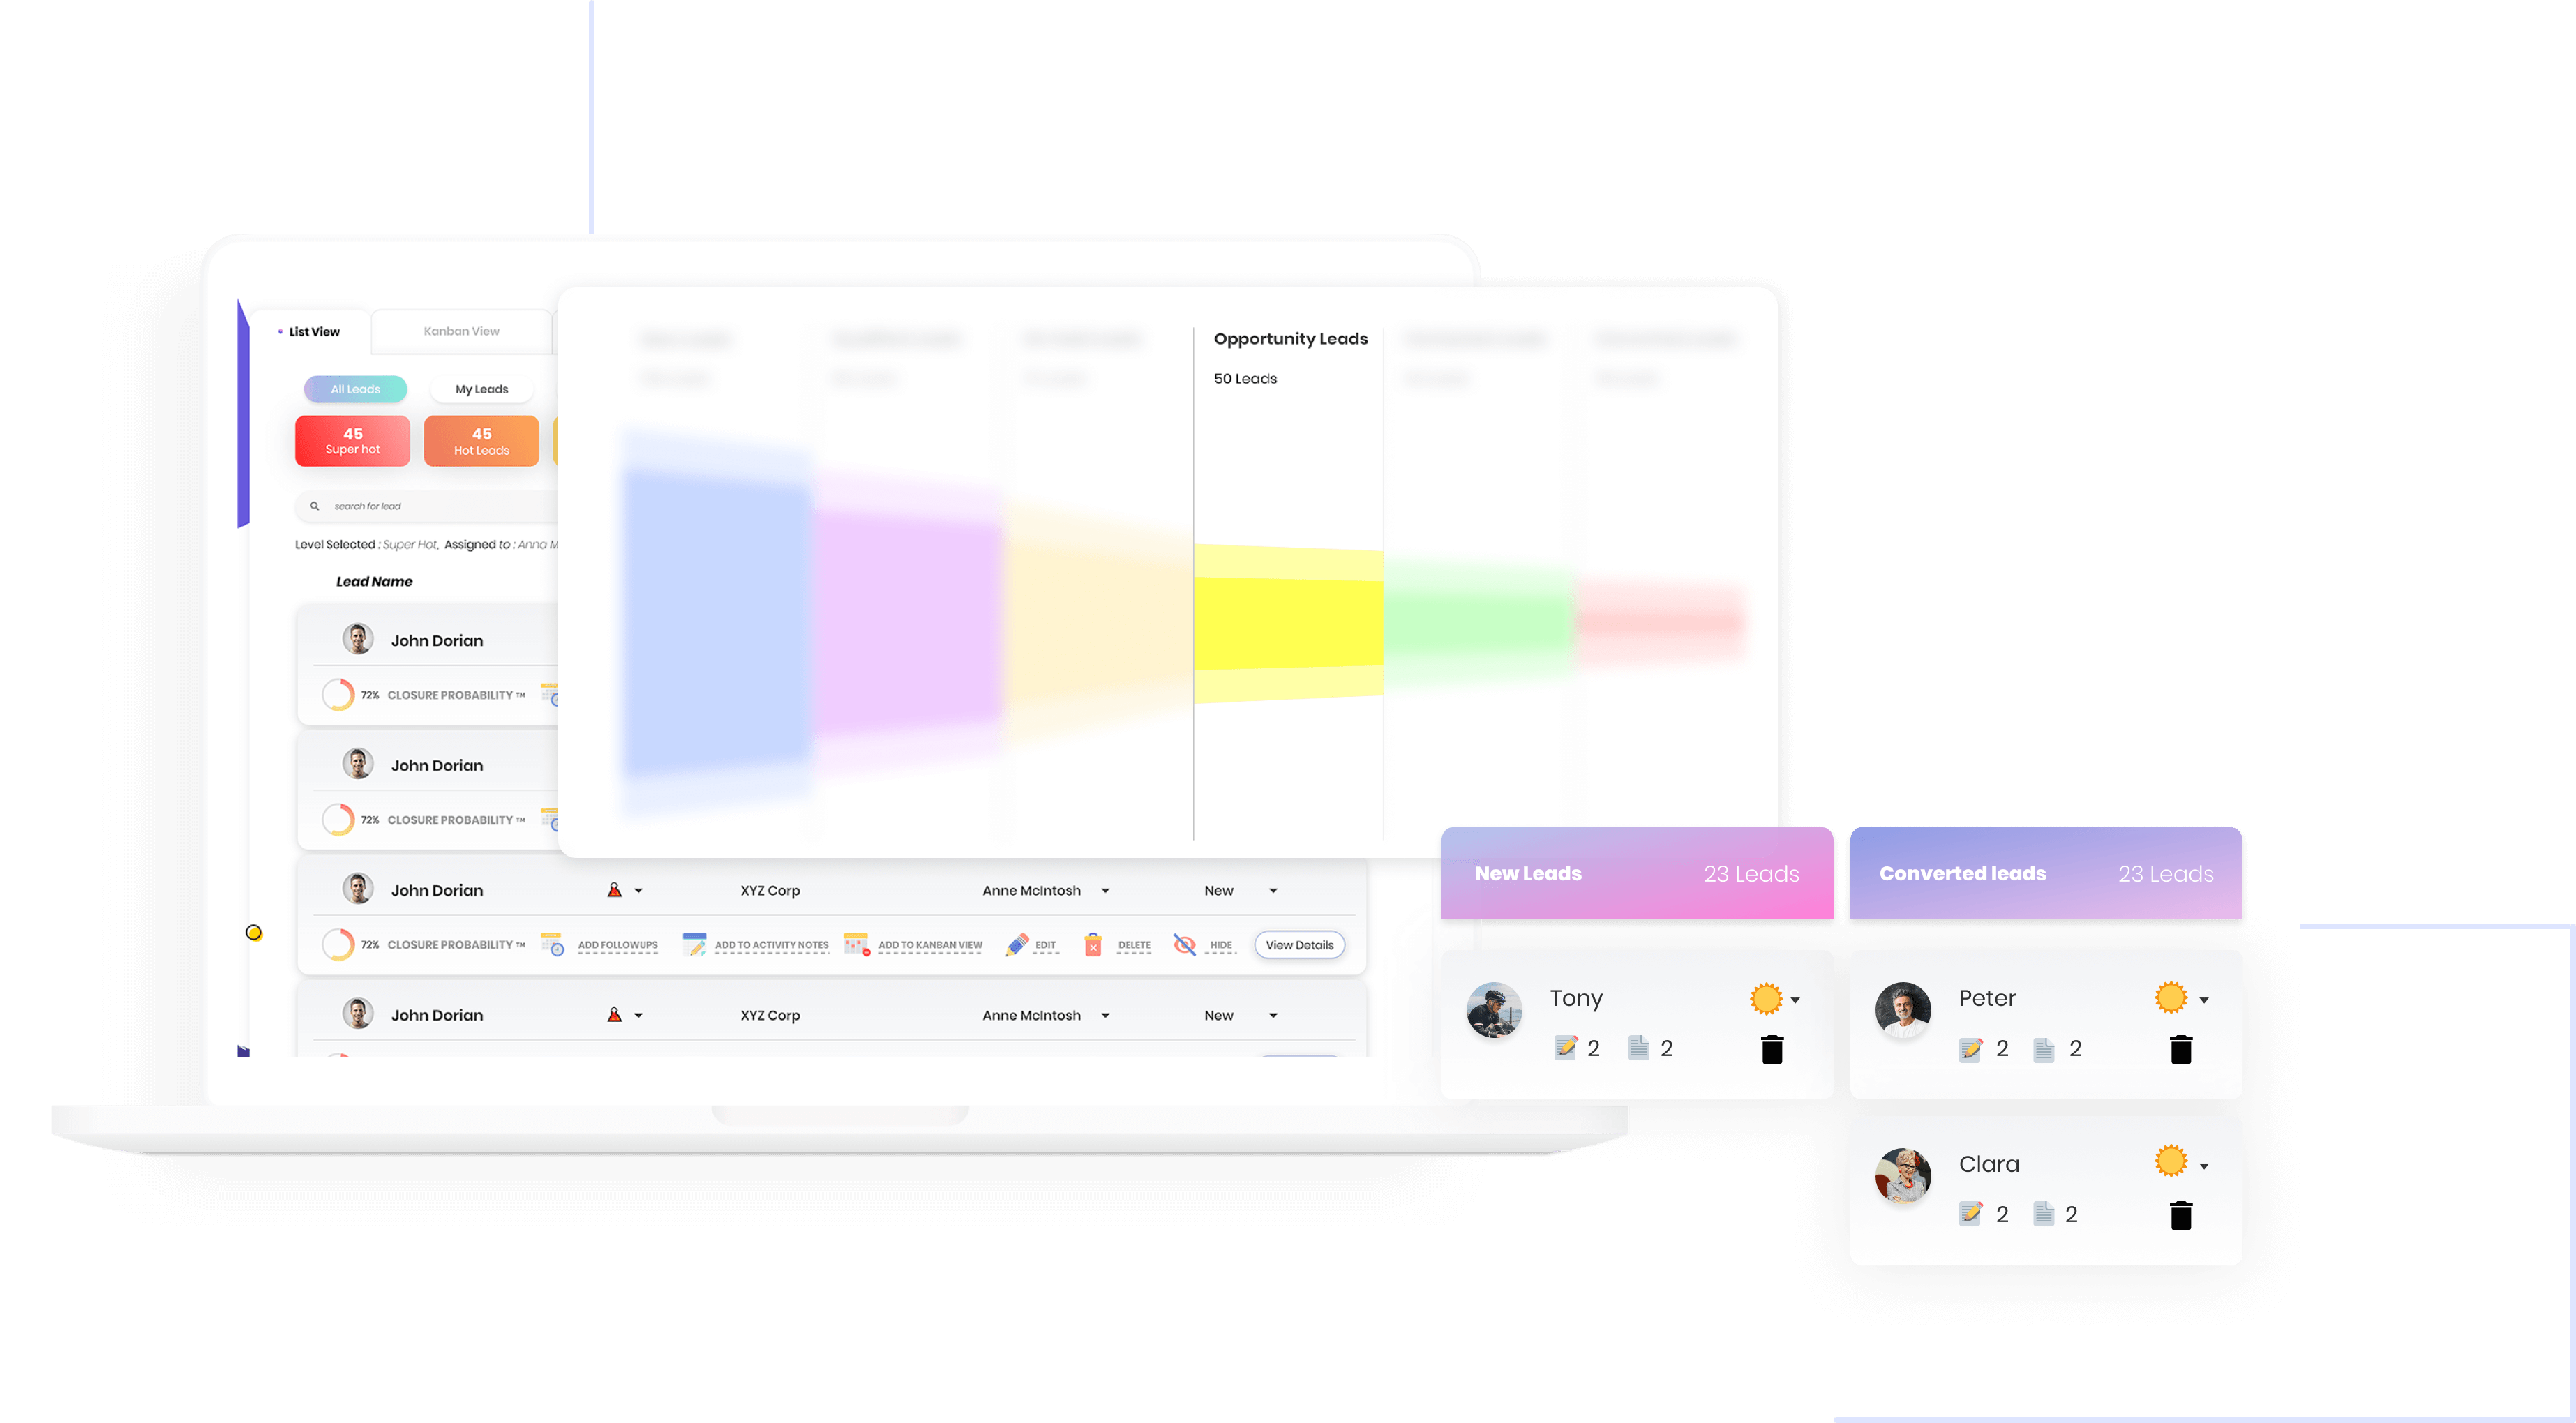 List View
Kanban View
All Leads
My Leads
45
Super hot
45
Hot Leads
search for lead
Level Selected : Super Hot, Assigned to : Anna M
Lead Name
John Dorian
72% CLOSURE PROBABILITY ™
John Dorian
72% CLOSURE PROBABILITY ™
John Dorian XYZ Corp Anne McIntosh New
72% CLOSURE PROBABILITY ™ ADD FOLLOWUPS ADD TO ACTIVITY NOTES ADD TO KANBAN VIEW EDIT DELETE HIDE View Details
John Dorian XYZ Corp Anne McIntosh New
Opportunity Leads
50 Leads
New Leads 23 Leads
Tony
2 2
Converted leads 23 Leads
Peter
2 2
Clara
2 2